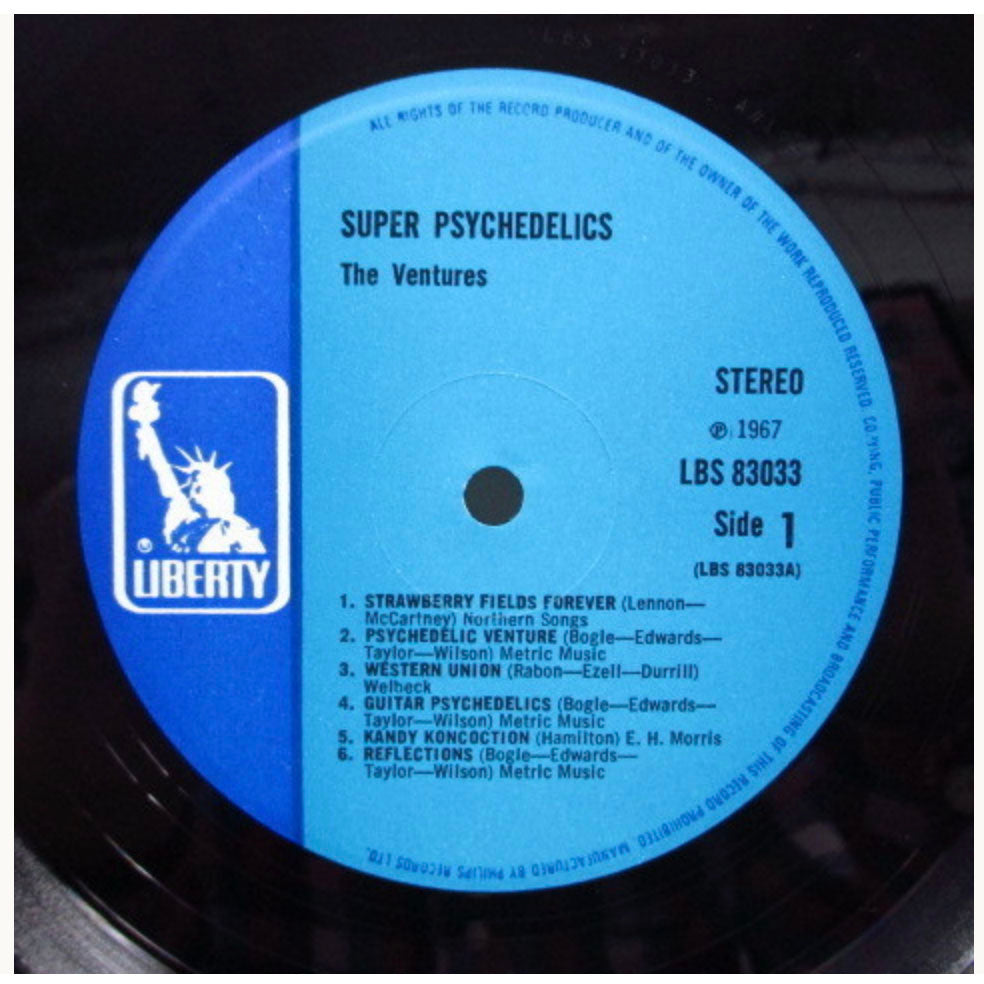 LBS 83033
ALL RIGHTS OF THE RECORD PRODUCER AND OF THE OWNER OF THE WORK REPRODUCED RESERVED. COPYING, PUBLIC PERFORMANCE AND BROADCASTING OF THIS RECORD PROHIBITED. MANUFACTURED BY PHILIPS RECORDS LTD.
SUPER PSYCHEDELICS
The Ventures
STEREO
℗ 1967
LBS 83033
Side 1
(LBS 83033A)
LIBERTY
1. STRAWBERRY FIELDS FOREVER (Lennon—
McCartney) Northern Songs
2. PSYCHEDELIC VENTURE (Bogle—Edwards—
Taylor—Wilson) Metric Music
3. WESTERN UNION (Rabon—Ezell—Durrill)
Welbeck
4. GUITAR PSYCHEDELICS (Bogle—Edwards—
Taylor—Wilson) Metric Music
5. KANDY KONCOCTION (Hamilton) E. H. Morris
6. REFLECTIONS (Bogle—Edwards—
Taylor—Wilson) Metric Music